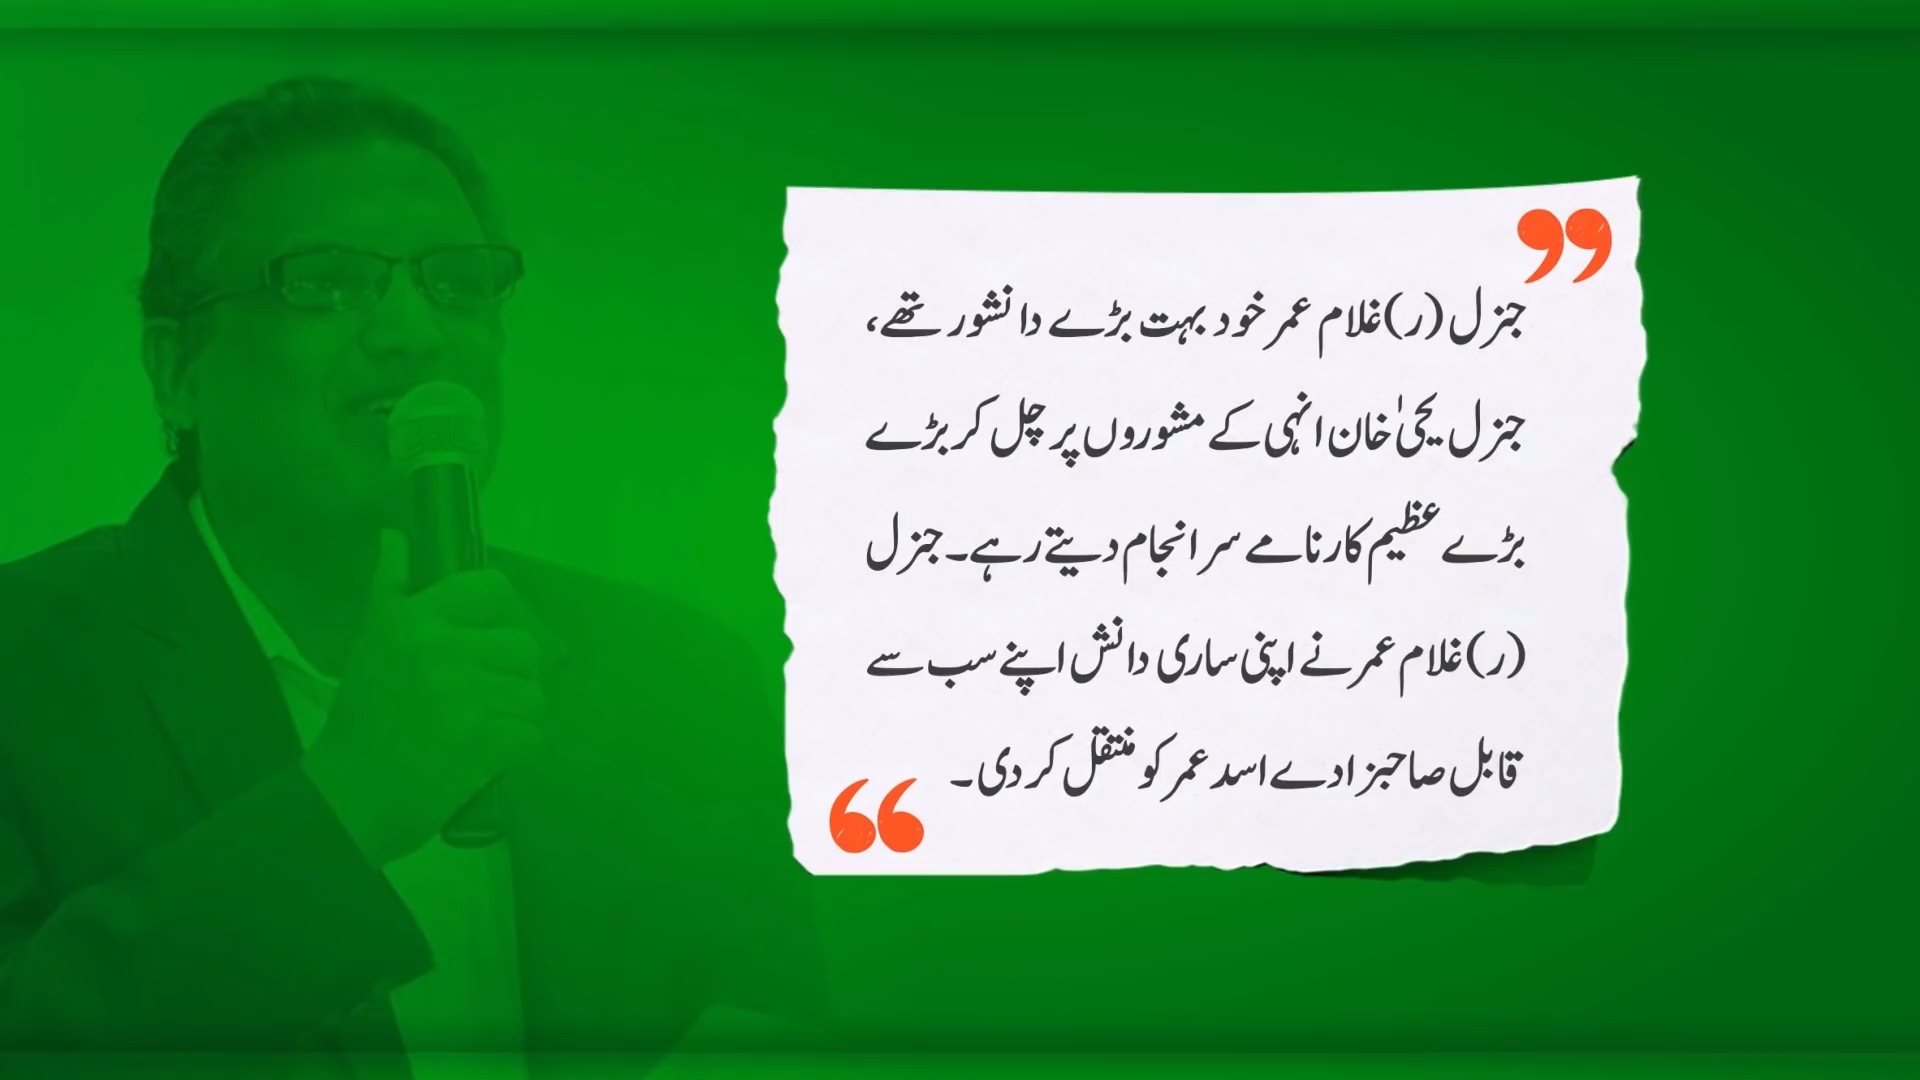 جنرل (ر) غلام عمر خود بہت بڑے دانشور تھے،
جنرل یحیٰ خان انہی کے مشوروں پر چل کر بڑے
بڑے عظیم کارنامے سر انجام دیتے رہے۔ جنرل
(ر) غلام عمر نے اپنی ساری دانش اپنے سب سے
قابل صاحبزادے اسد عمر کو منتقل کر دی۔